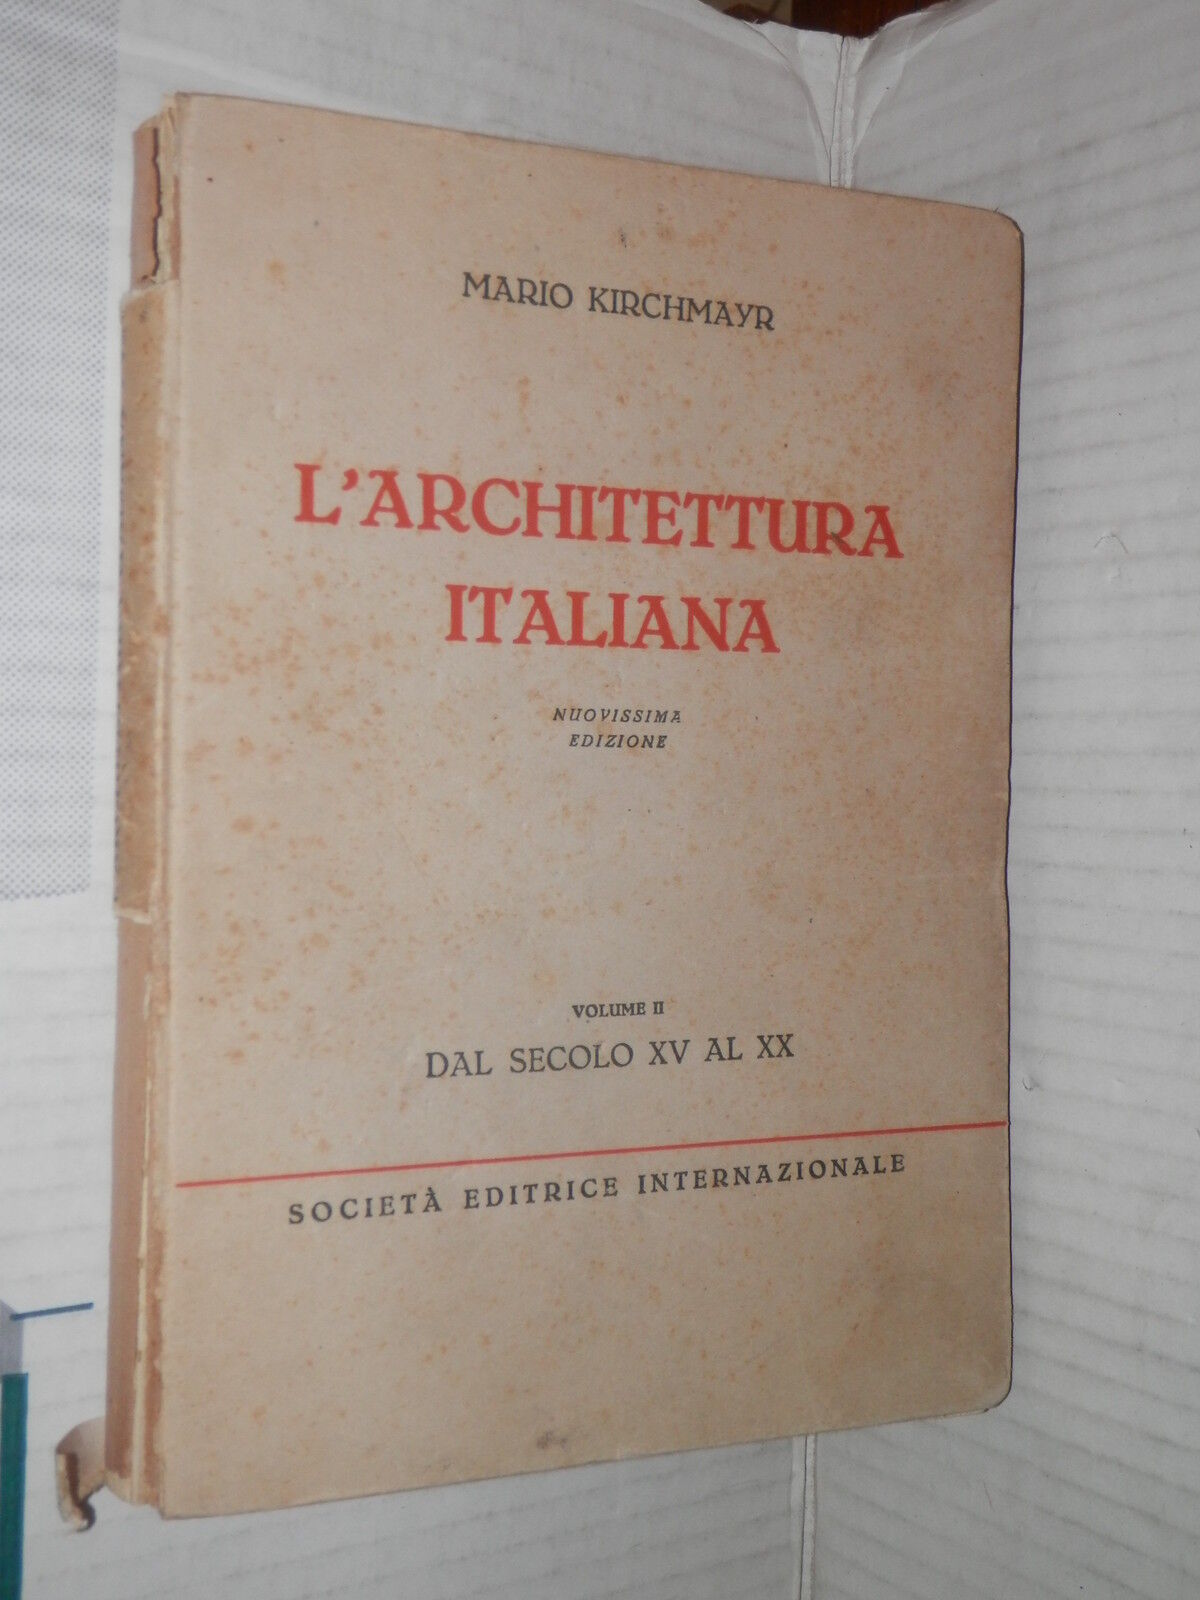 MARIO KIRCHMAYR
L'ARCHITETTURA
ITALIANA
NUOVISSIMA
EDIZIONE
VOLUME II
DAL SECOLO XV AL XX
SOCIETÀ EDITRICE INTERNAZIONALE